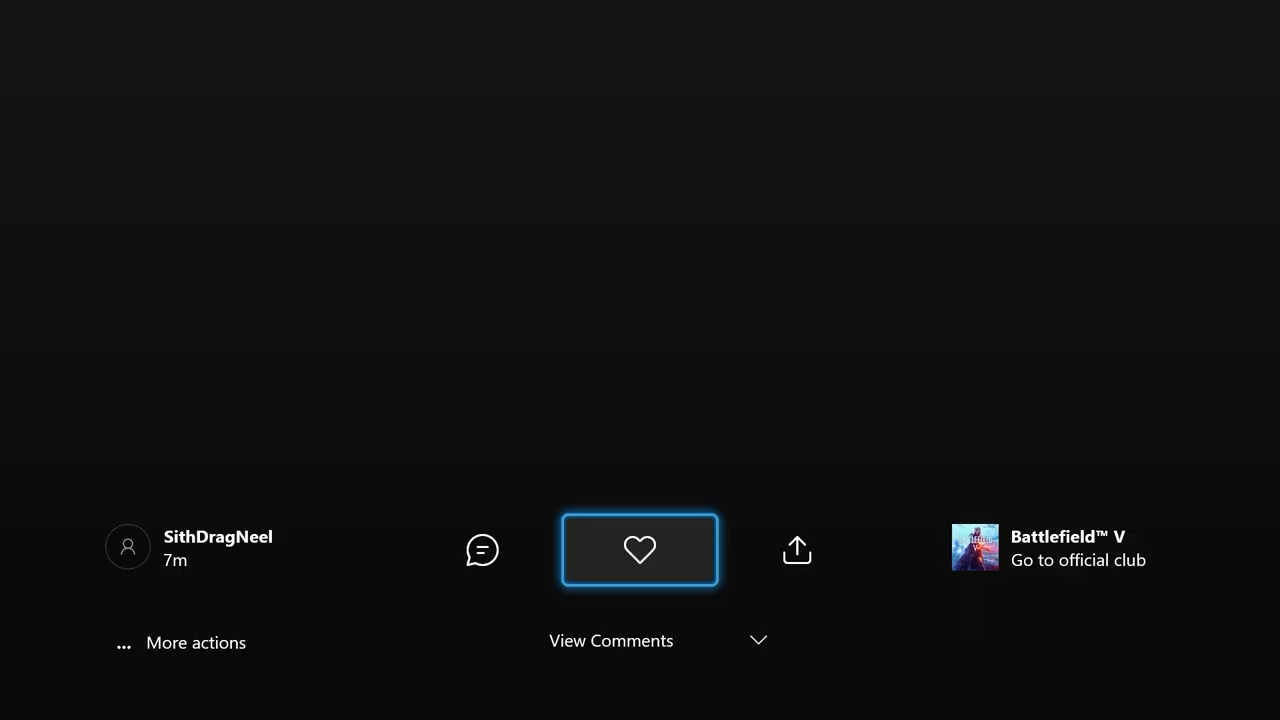 SithDragNeel
7m
Battlefield™ V
Go to official club
... More actions
View Comments